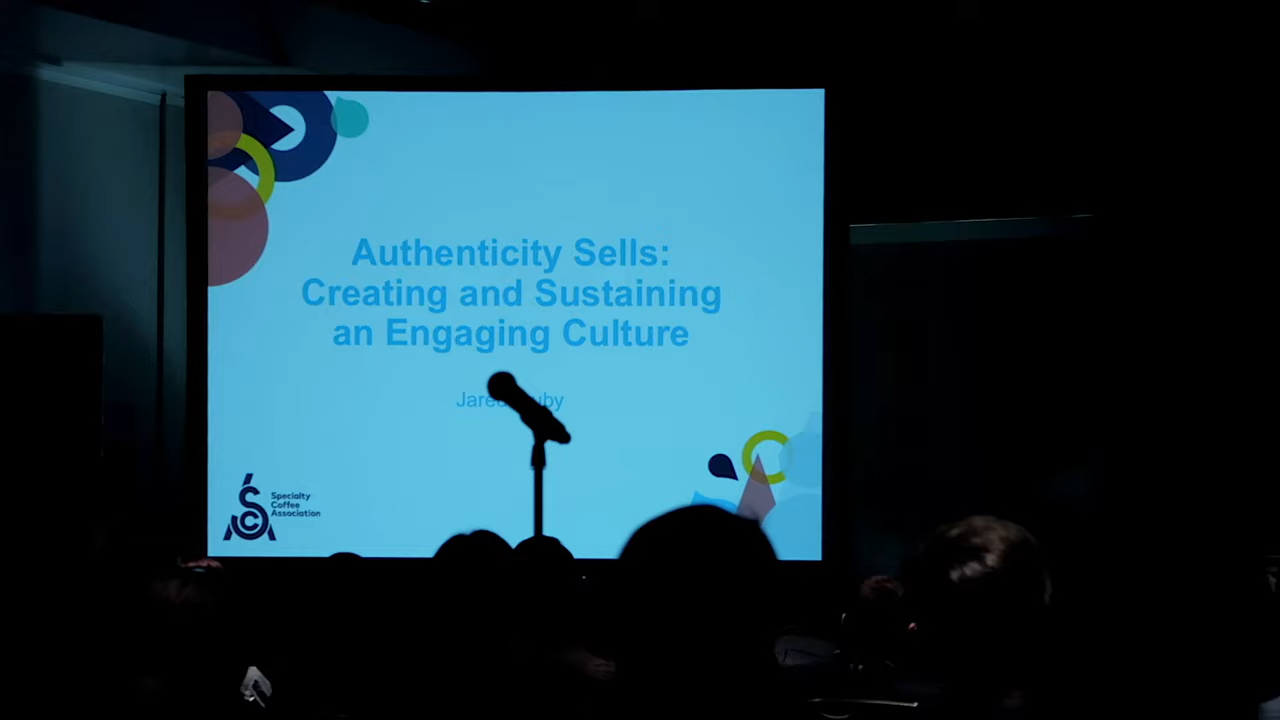 Authenticity Sells:
Creating and Sustaining
an Engaging Culture
Specialty
Coffee
Association